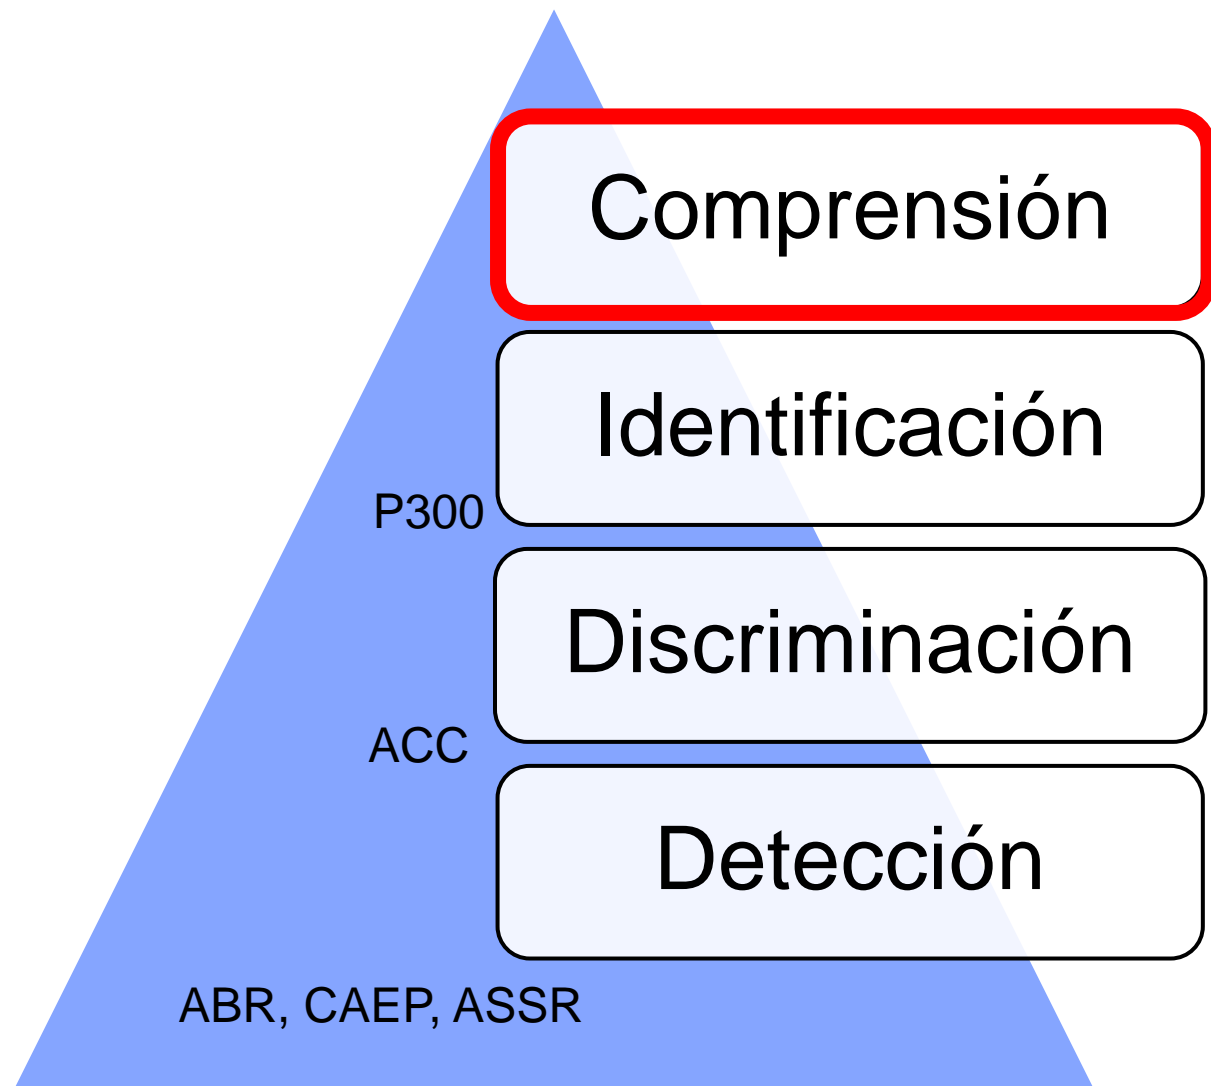 Comprensión
Identificación
P300
Discriminación
ACC
Detección
ABR, CAEP, ASSR